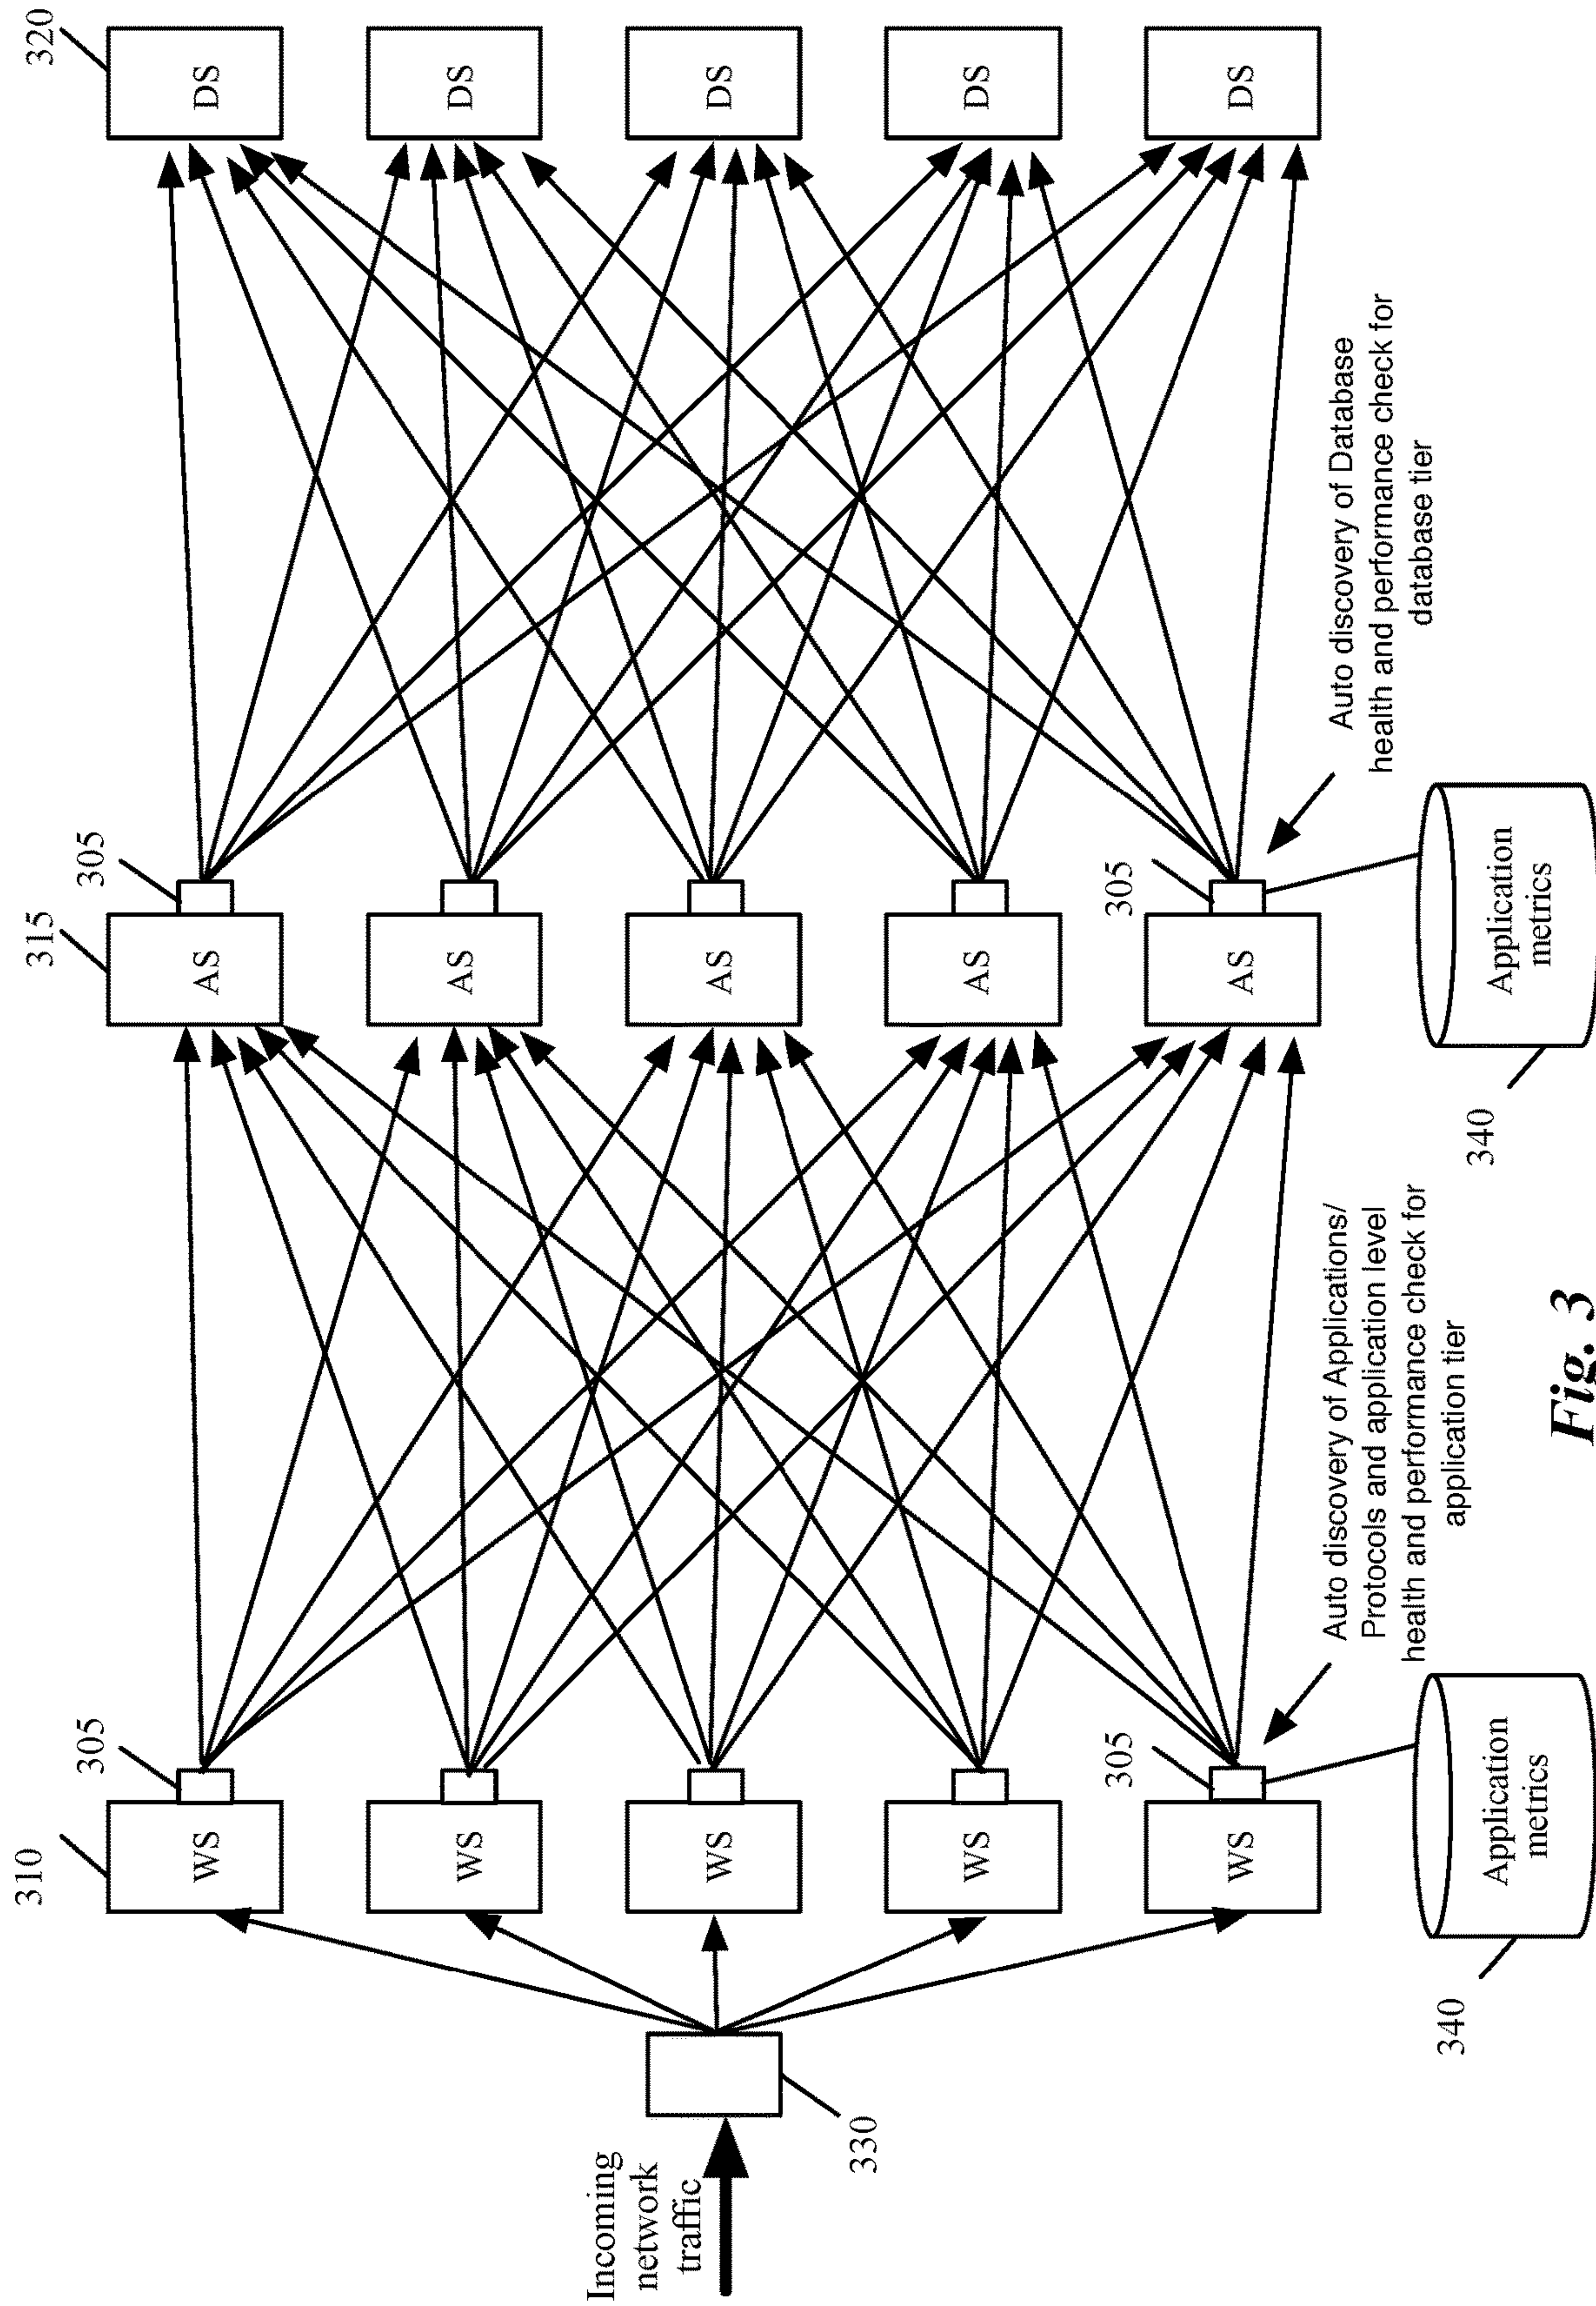 310
305
315
305
320
WS
AS
DS
WS
AS
DS
Incoming
network
traffic
330
WS
AS
DS
WS
AS
DS
305
305
WS
AS
DS
Auto discovery of Applications/
Protocols and application level
health and performance check for
application tier
Auto discovery of Database
health and performance check for
database tier
Application
metrics
340
Application
metrics
340
Fig. 3